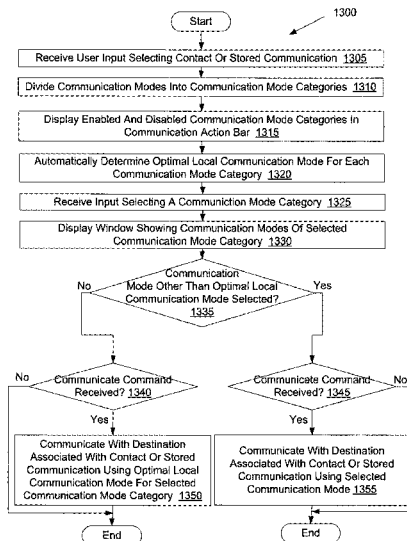 Start
1300
Receive User Input Selecting Contact Or Stored Communication 1305
Divide Communication Modes Into Communication Mode Categories 1310
Display Enabled And Disabled Communication Mode Categories In
Communication Action Bar
1315
Automatically Determine Optimal Local Communication Mode For Each
Communication Mode Category 1320
Receive Input Selecting A Communiction Mode Category 1325
Display Window Showing Communication Modes Of Selected
Communication Mode Category 1330
Communication
Mode Other Than Optimal Local
Communication Mode Selected?
1335
No
Yes
No
Communicate Command
Received? 1340
Yes
Communicate Command
Received? 1345
No
Yes
Communicate With Destination
Associated With Contact Or Stored
Communication Using Optimal Local
Communication Mode For Selected
Communication Mode Category 1350
Communicate With Destination
Associated With Contact Or Stored
Communication Using Selected
Communication Mode 1355
End
End